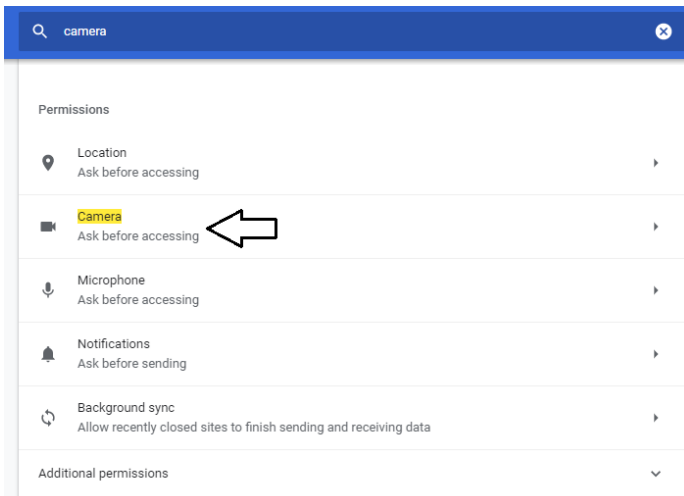 camera
Permissions
Location
Ask before accessing
Camera
Ask before accessing
Microphone
Ask before accessing
Notifications
Ask before sending
Background sync
Allow recently closed sites to finish sending and receiving data
Additional permissions